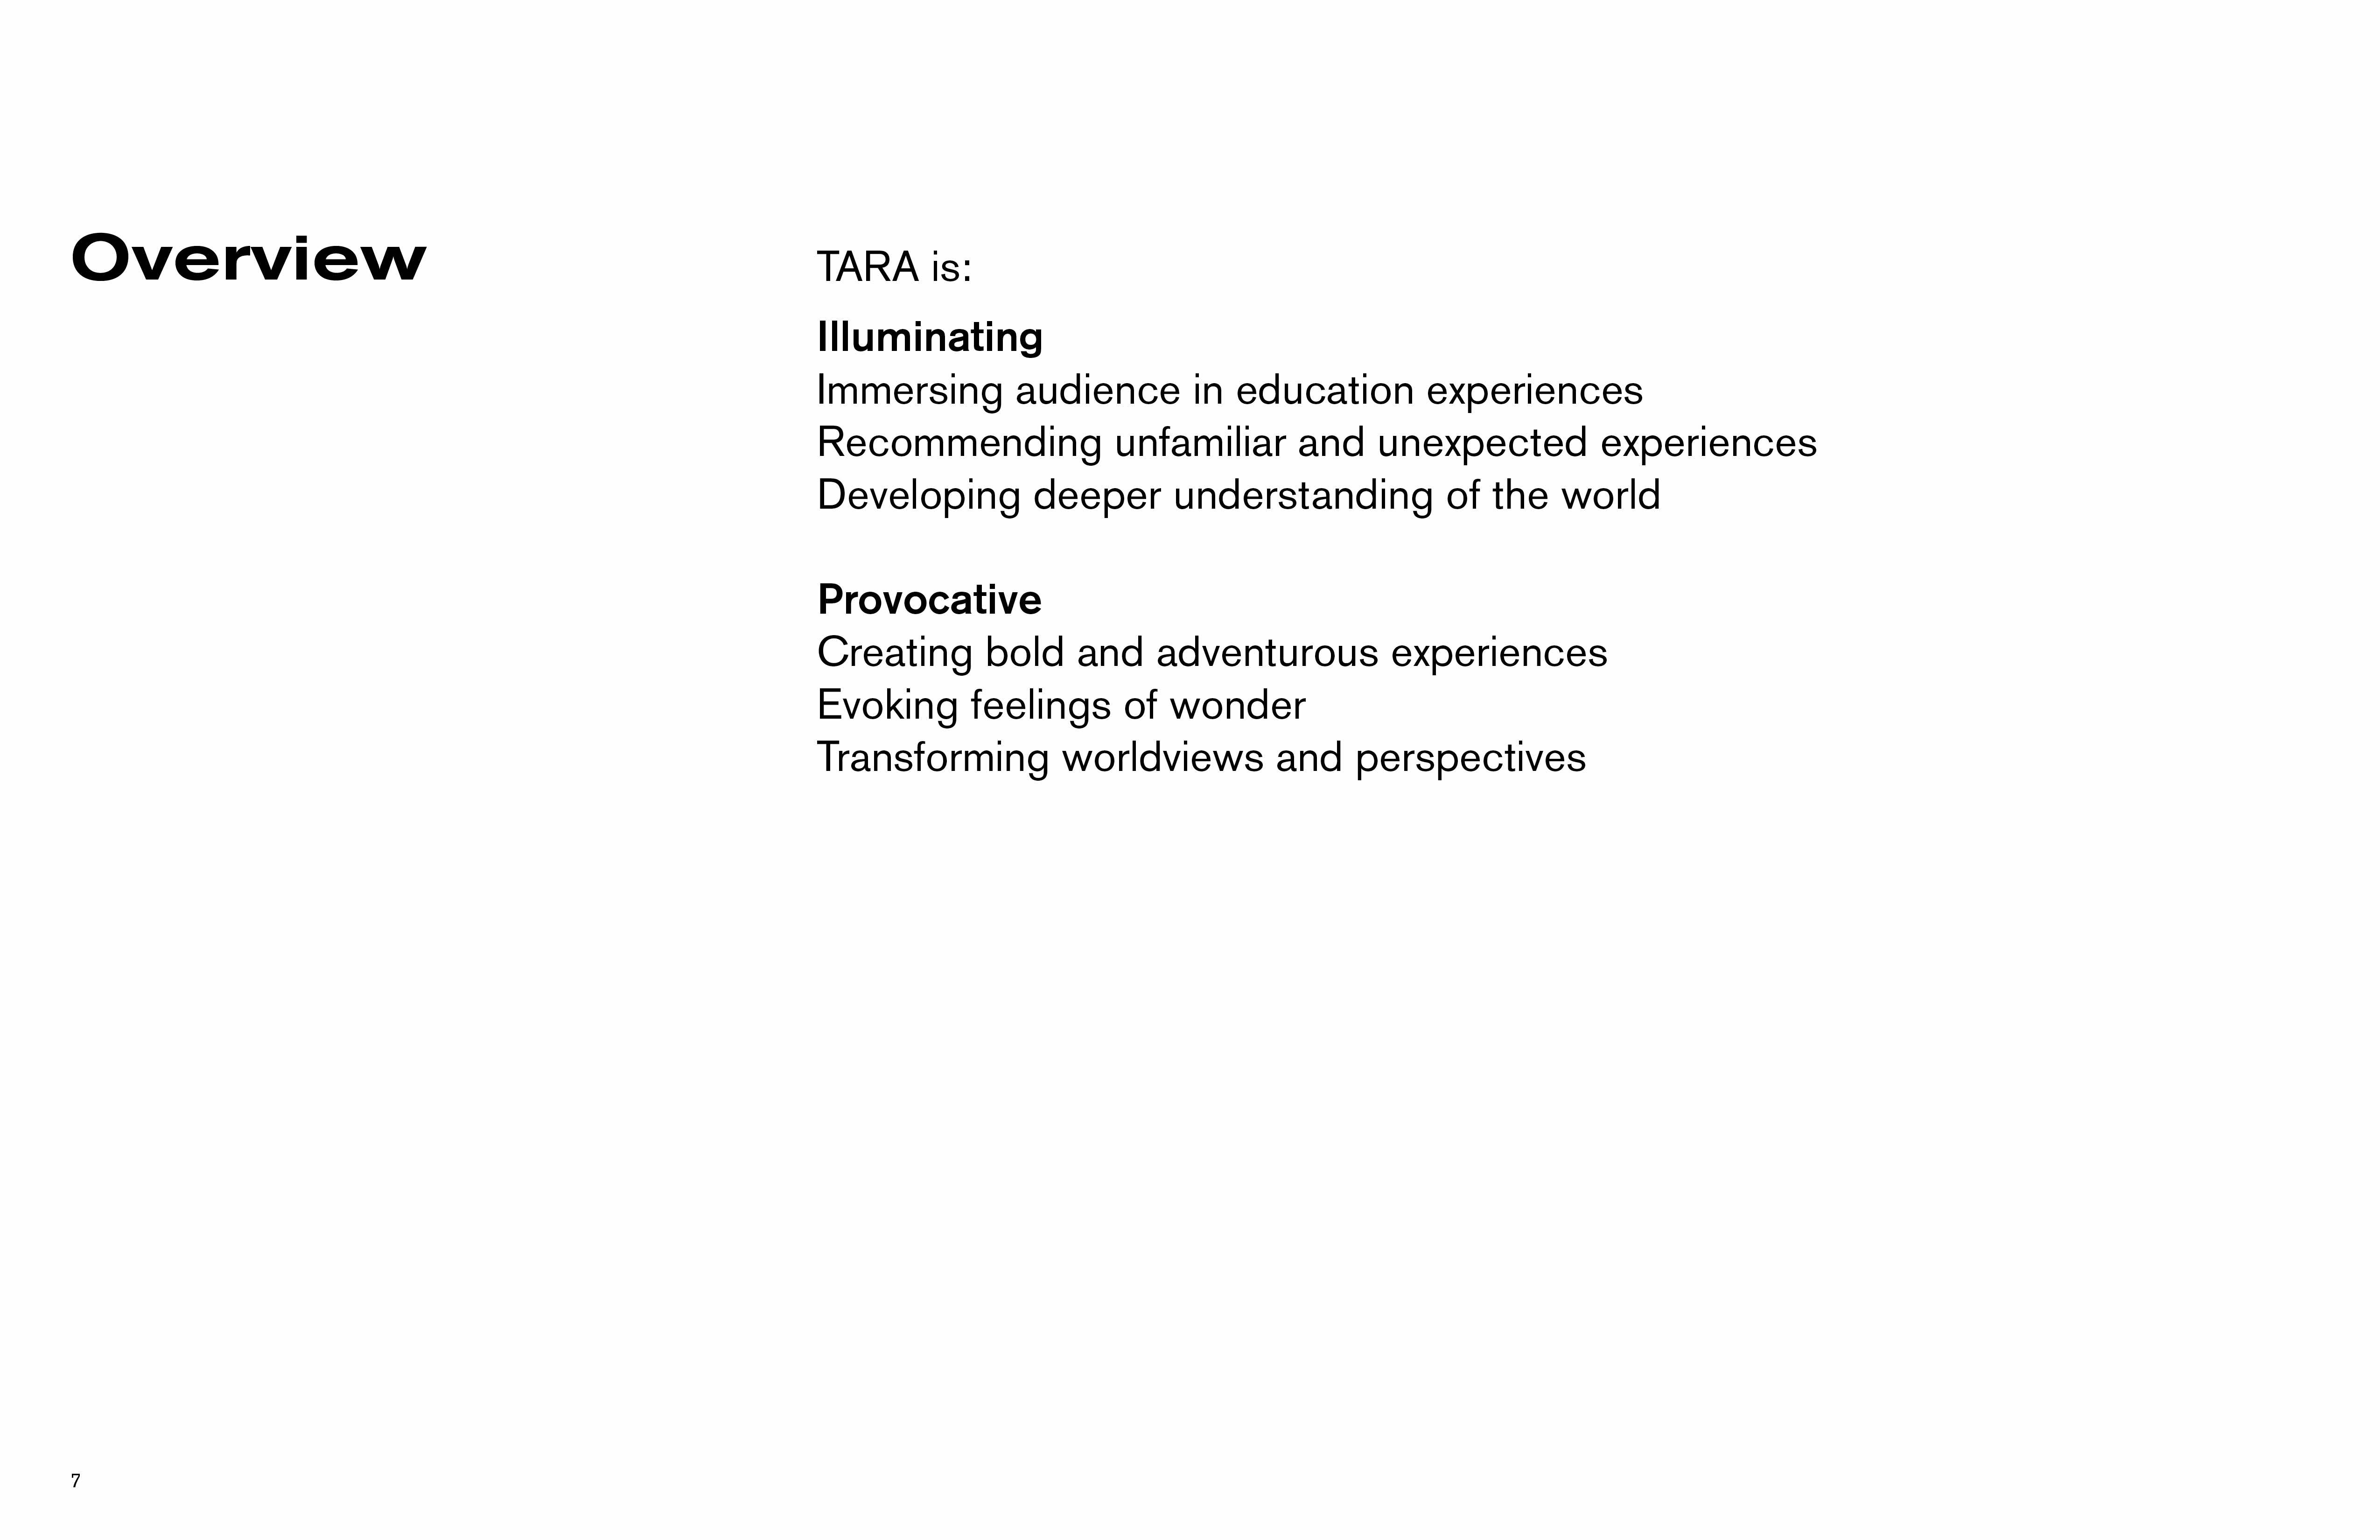 Overview
TARA is:
Illuminating
Immersing audience in education experiences
Recommending unfamiliar and unexpected experiences
Developing deeper understanding of the world
Provocative
Creating bold and adventurous experiences
Evoking feelings of wonder
Transforming worldviews and perspectives
7